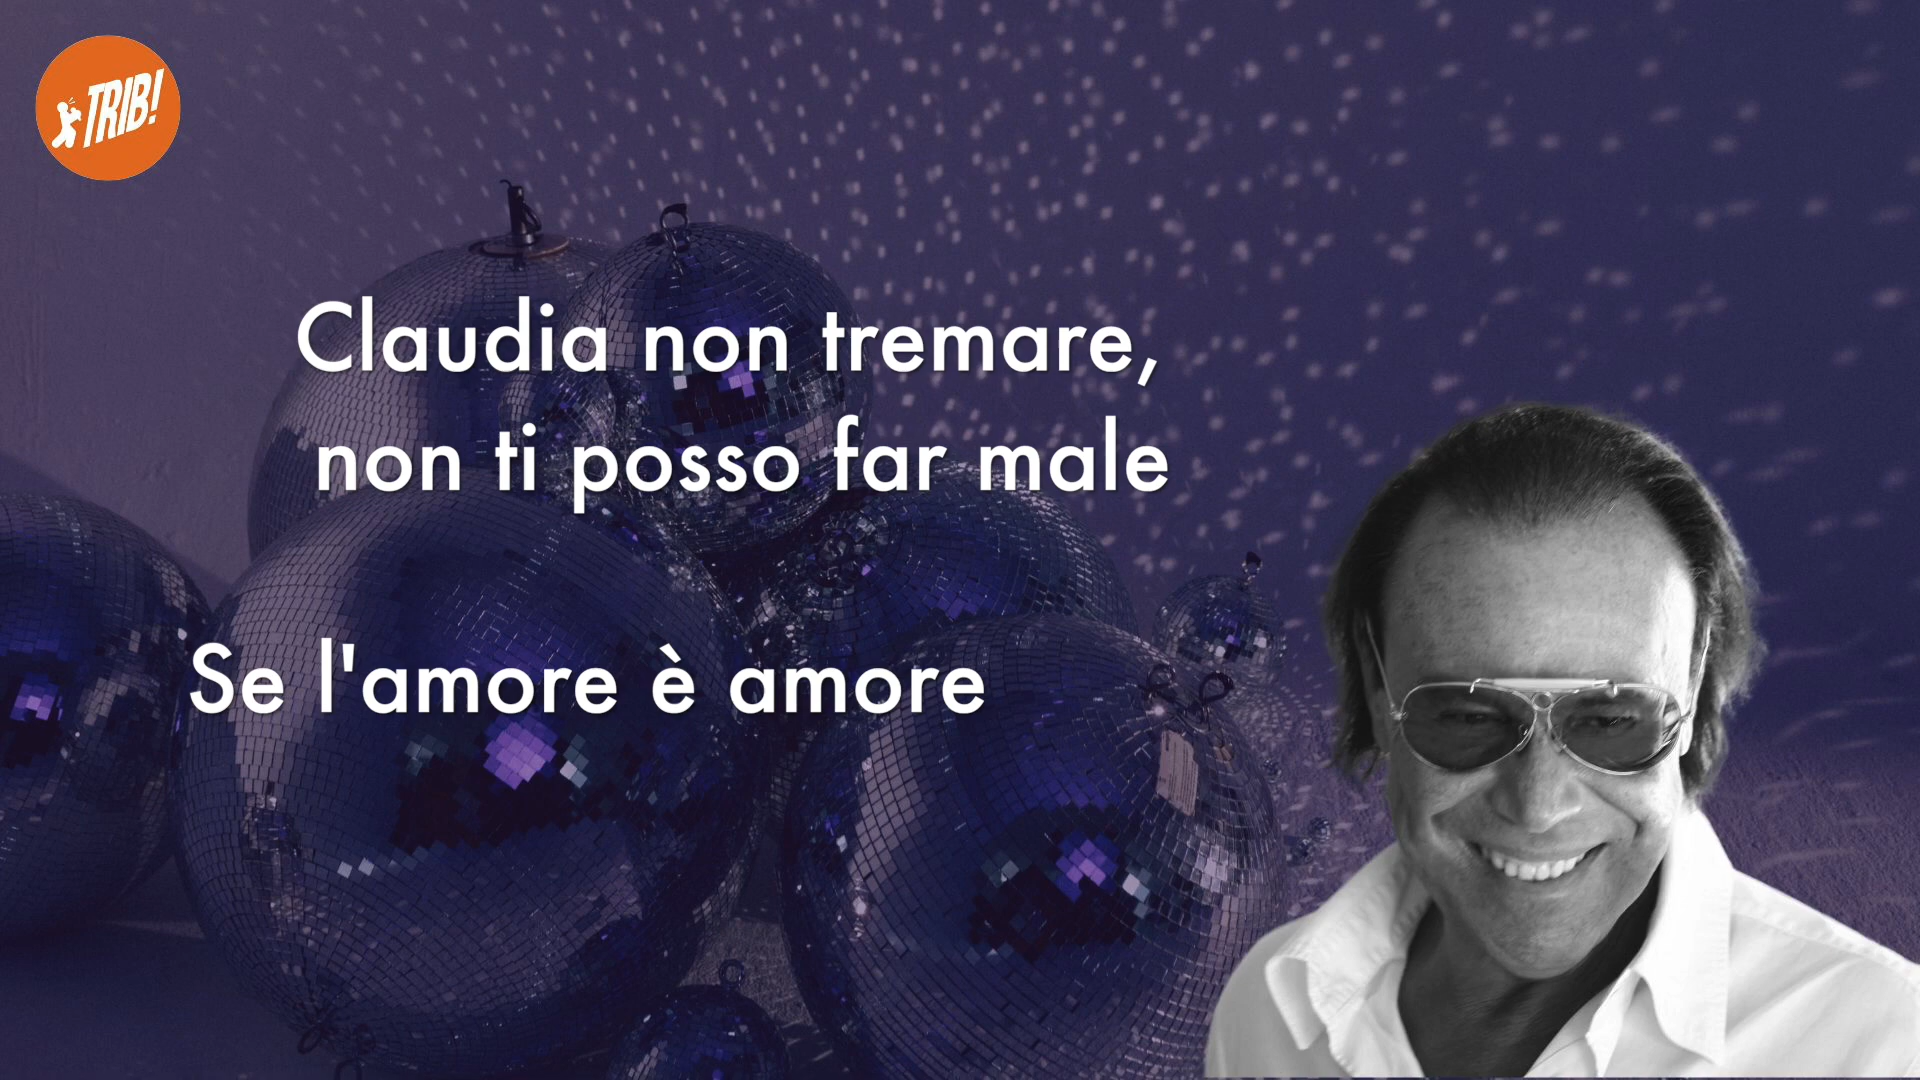 TRIB!
Claudia non tremare,
non ti posso far male
Se l'amore è amore